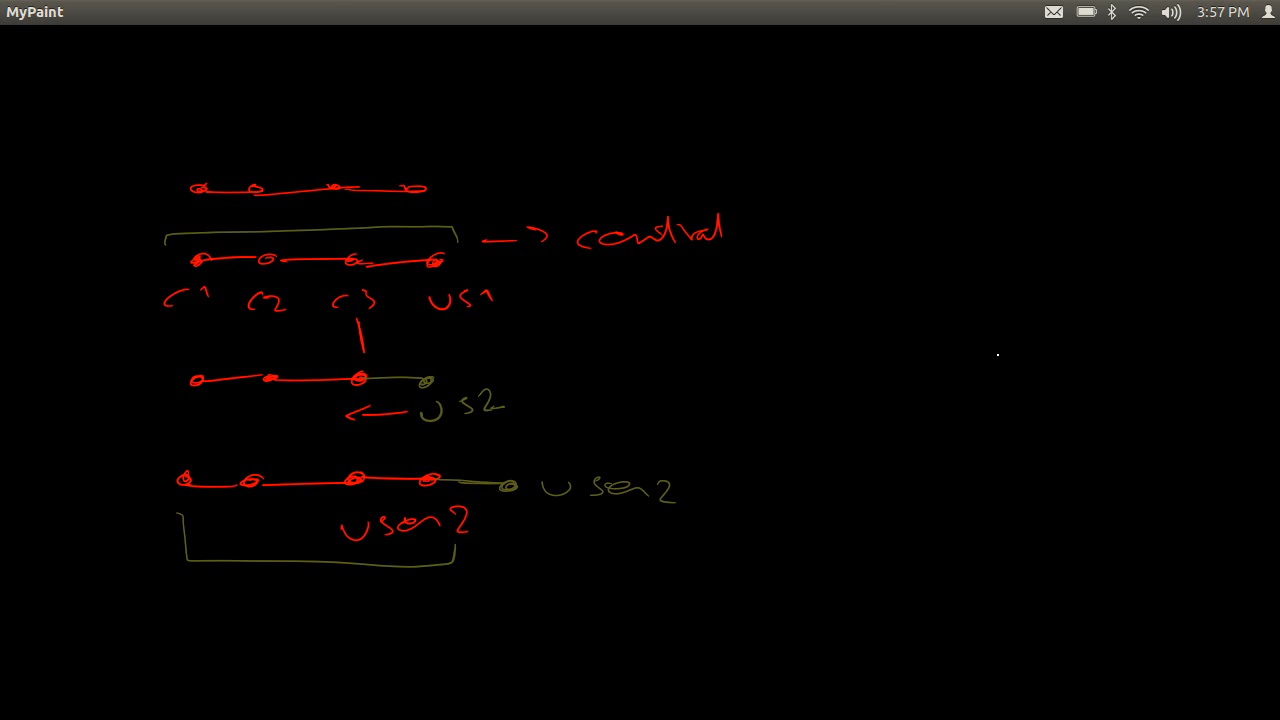 MyPaint 3:57 PM
→ central
C1 C2 C3 US1
← US2
user2
user2